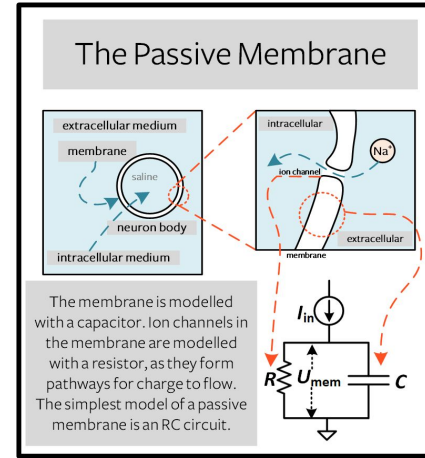 The Passive Membrane
extracellular medium
membrane
saline
neuron body
intracellular medium
intracellular
Na⁺
ion channel
extracellular
membrane
The membrane is modelled
with a capacitor. Ion channels in
the membrane are modelled
with a resistor, as they form
pathways for charge to flow.
The simplest model of a passive
membrane is an RC circuit.
Iin
R
Umem
C